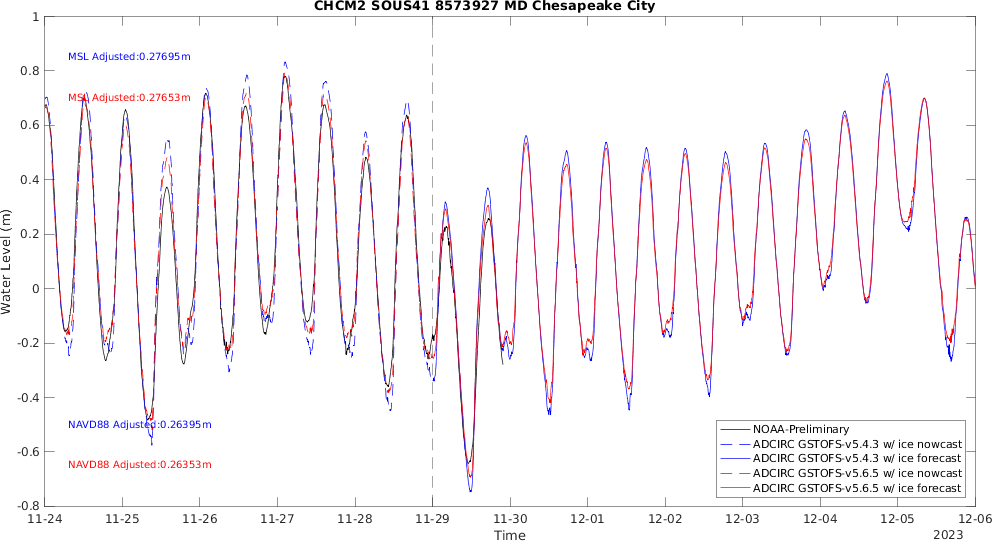 CHCM2 SOUS41 8573927 MD Chesapeake City
1
0.8
0.6
0.4
0.2
0
-0.2
-0.4
-0.6
-0.8
Water Level (m)
MSL Adjusted:0.27695m
MSL Adjusted:0.27653m
NAVD88 Adjusted:0.26395m
NAVD88 Adjusted:0.26353m
NOAA-Preliminary
ADCIRC GSTOFS-v5.4.3 w/ ice nowcast
ADCIRC GSTOFS-v5.4.3 w/ ice forecast
ADCIRC GSTOFS-v5.6.5 w/ ice nowcast
ADCIRC GSTOFS-v5.6.5 w/ ice forecast
11-24 11-25 11-26 11-27 11-28 11-29 11-30 12-01 12-02 12-03 12-04 12-05 12-06
Time
2023